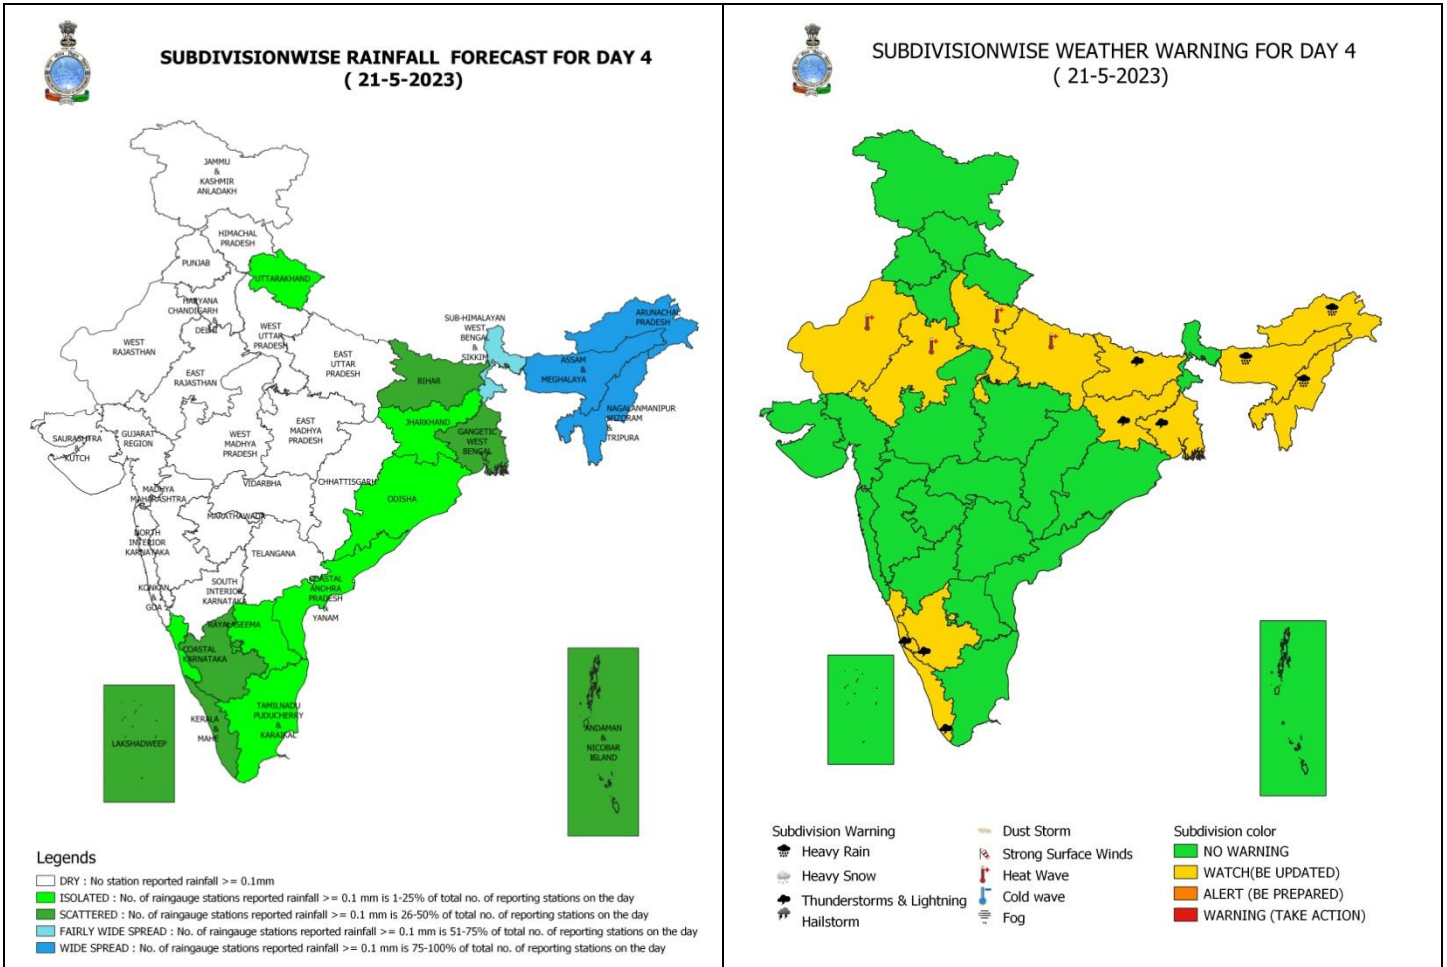 SUBDIVISIONWISE RAINFALL FORECAST FOR DAY 4
( 21-5-2023)
JAMMU
&
KASHMIR
ANLADAKH
HIMACHAL
PRADESH
PUNJAB
UTTARAKHAND
HARYANA
CHANDIGARH
&
DELHI
WEST
UTTAR
PRADESH
WEST
RAJASTHAN
EAST
RAJASTHAN
EAST
UTTAR
PRADESH
SUB-HIMALAYAN
WEST
BENGAL
&
SIKKIM
ARUNACHAL
PRADESH
ASSAM
&
MEGHALAYA
NAGALANMANIPUR
MIZORAM
&
TRIPURA
BIHAR
JHARKHAND
GANGETIC
WEST
BENGAL
SAURASHTRA
&
KUTCH
GUJARAT
REGION
WEST
MADHYA
PRADESH
EAST
MADHYA
PRADESH
VIDARBHA
CHHATTISGARH
ODISHA
MADHYA
MAHARASHTRA
MARATHAWADA
NORTH
INTERIOR
KARNATAKA
TELANGANA
KONKAN
&
GOA
SOUTH
INTERIOR
KARNATAKA
COASTAL
ANDHRA
PRADESH
&
YANAM
RAYALASEEMA
COASTAL
KARNATAKA
TAMILNADU
PUDUCHERRY
&
KARAIKAL
KERALA
&
MAHE
LAKSHADWEEP
ANDAMAN
&
NICOBAR
ISLAND
Legends
DRY : No station reported rainfall >= 0.1mm
ISOLATED : No. of raingauge stations reported rainfall >= 0.1 mm is 1-25% of total no. of reporting stations on the day
SCATTERED : No. of raingauge stations reported rainfall >= 0.1 mm is 26-50% of total no. of reporting stations on the day
FAIRLY WIDE SPREAD : No. of raingauge stations reported rainfall >= 0.1 mm is 51-75% of total no. of reporting stations on the day
WIDE SPREAD : No. of raingauge stations reported rainfall >= 0.1 mm is 75-100% of total no. of reporting stations on the day
SUBDIVISIONWISE WEATHER WARNING FOR DAY 4
( 21-5-2023)
Subdivision Warning
Heavy Rain
Heavy Snow
Thunderstorms & Lightning
Hailstorm
Dust Storm
Strong Surface Winds
Heat Wave
Cold wave
Fog
Subdivision color
NO WARNING
WATCH(BE UPDATED)
ALERT (BE PREPARED)
WARNING (TAKE ACTION)